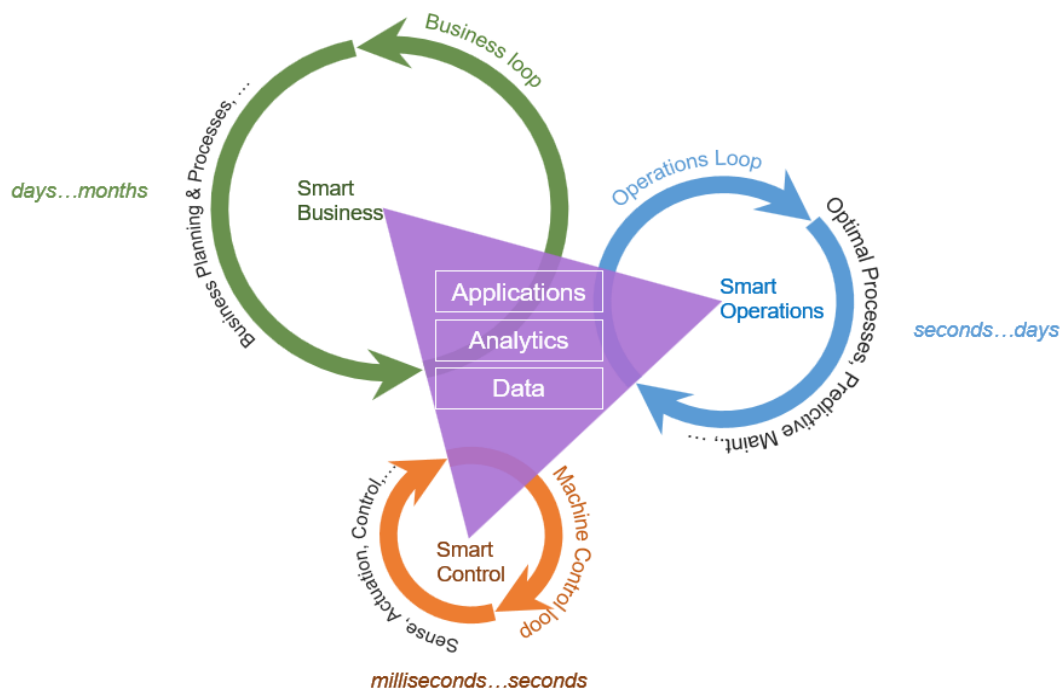 Business loop
Business Planning & Processes, …
days…months
Smart
Business
Operations Loop
Optimal Processes, Predictive Maint., …
Smart
Operations
seconds…days
Applications
Analytics
Data
Machine Control loop
Sense, Actuation, Control,…
Smart
Control
milliseconds…seconds